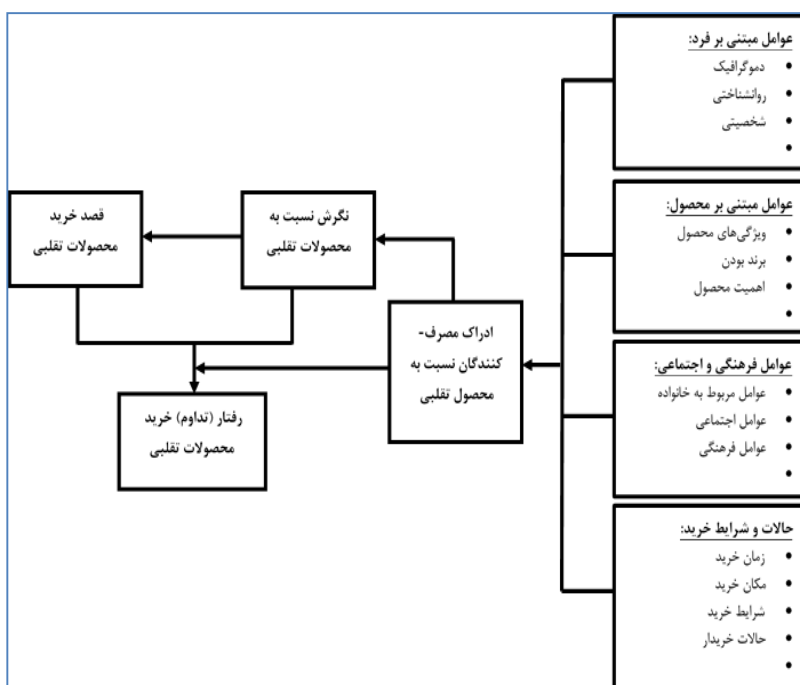 عوامل مبتنی بر فرد:
• دموگرافیک
• روانشناختی
• شخصیتی
•
عوامل مبتنی بر محصول:
• ویژگی‌های محصول
• برند بودن
• اهمیت محصول
•
عوامل فرهنگی و اجتماعی:
• عوامل مربوط به خانواده
• عوامل اجتماعی
• عوامل فرهنگی
•
حالات و شرایط خرید:
• زمان خرید
• مکان خرید
• شرایط خرید
• حالات خریدار
•
ادراک مصرف-
کنندگان نسبت به
محصول تقلبی
نگرش نسبت به
محصولات تقلبی
قصد خرید
محصولات تقلبی
رفتار (تداوم) خرید
محصولات تقلبی